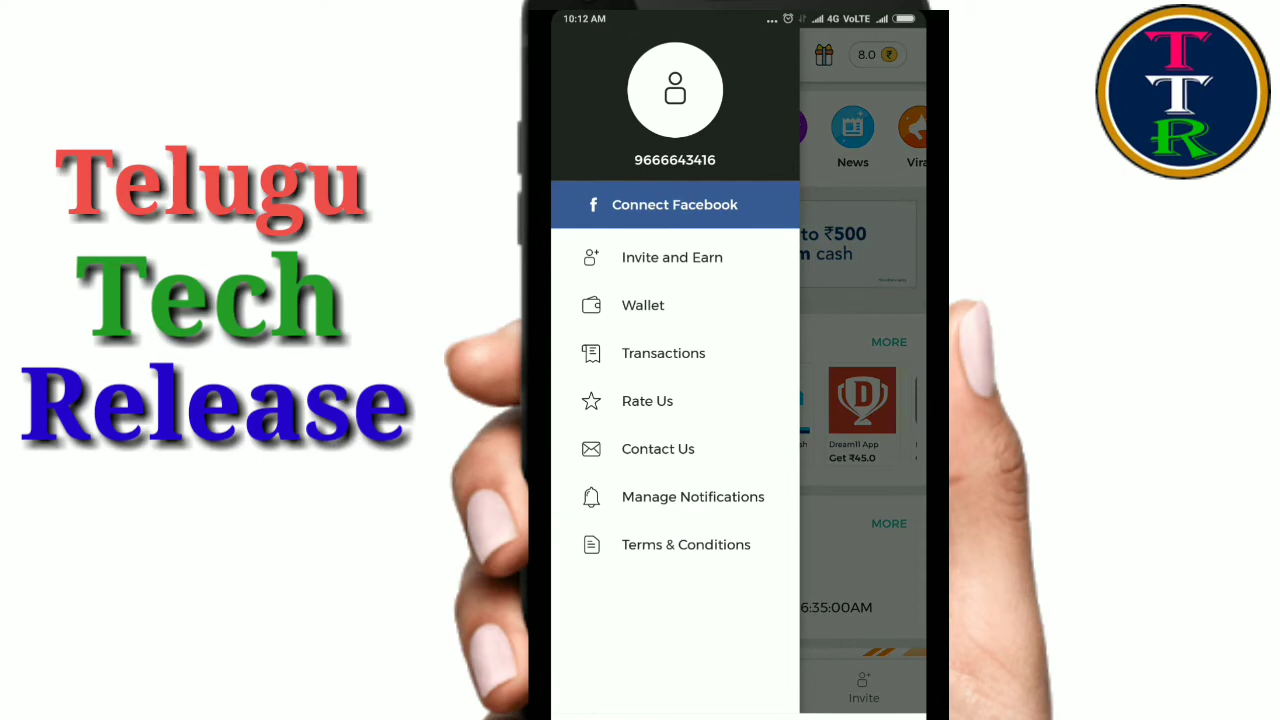 Telugu
Tech
Release
T
T
R
10:12 AM
... 4G VoLTE
8.0 ₹
9666643416
News
Vira
f Connect Facebook
to ₹500
m cash
Invite and Earn
Wallet
Transactions
MORE
Rate Us
D
Dream11 App
Get ₹45.0
Contact Us
Manage Notifications
MORE
Terms & Conditions
6:35:00AM
Invite